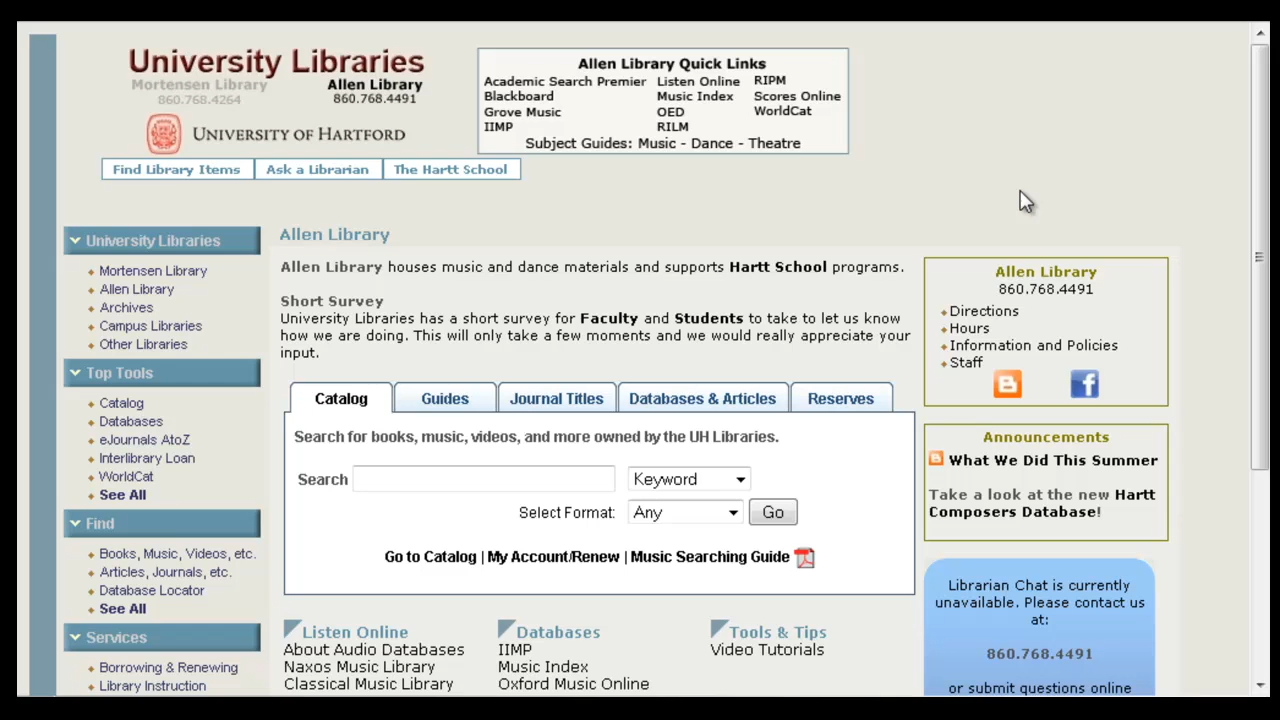 University Libraries
Mortensen Library
860.768.4264
Allen Library
860.768.4491
UNIVERSITY OF HARTFORD
Allen Library Quick Links
Academic Search Premier Listen Online RIPM
Blackboard Music Index Scores Online
Grove Music OED WorldCat
IIMP RILM
Subject Guides: Music - Dance - Theatre
Find Library Items Ask a Librarian The Hartt School
University Libraries
Mortensen Library
Allen Library
Archives
Campus Libraries
Other Libraries
Top Tools
Catalog
Databases
eJournals AtoZ
Interlibrary Loan
WorldCat
See All
Find
Books, Music, Videos, etc.
Articles, Journals, etc.
Database Locator
See All
Services
Borrowing & Renewing
Library Instruction
Allen Library
Allen Library houses music and dance materials and supports Hartt School programs.
Short Survey
University Libraries has a short survey for Faculty and Students to take to let us know
how we are doing. This will only take a few moments and we would really appreciate your
input.
Catalog Guides Journal Titles Databases & Articles Reserves
Search for books, music, videos, and more owned by the UH Libraries.
Search Keyword
Select Format: Any Go
Go to Catalog | My Account/Renew | Music Searching Guide
Listen Online
About Audio Databases
Naxos Music Library
Classical Music Library
Databases
IIMP
Music Index
Oxford Music Online
Tools & Tips
Video Tutorials
Allen Library
860.768.4491
Directions
Hours
Information and Policies
Staff
Announcements
What We Did This Summer
Take a look at the new Hartt
Composers Database!
Librarian Chat is currently
unavailable. Please contact us
at:
860.768.4491
or submit questions online